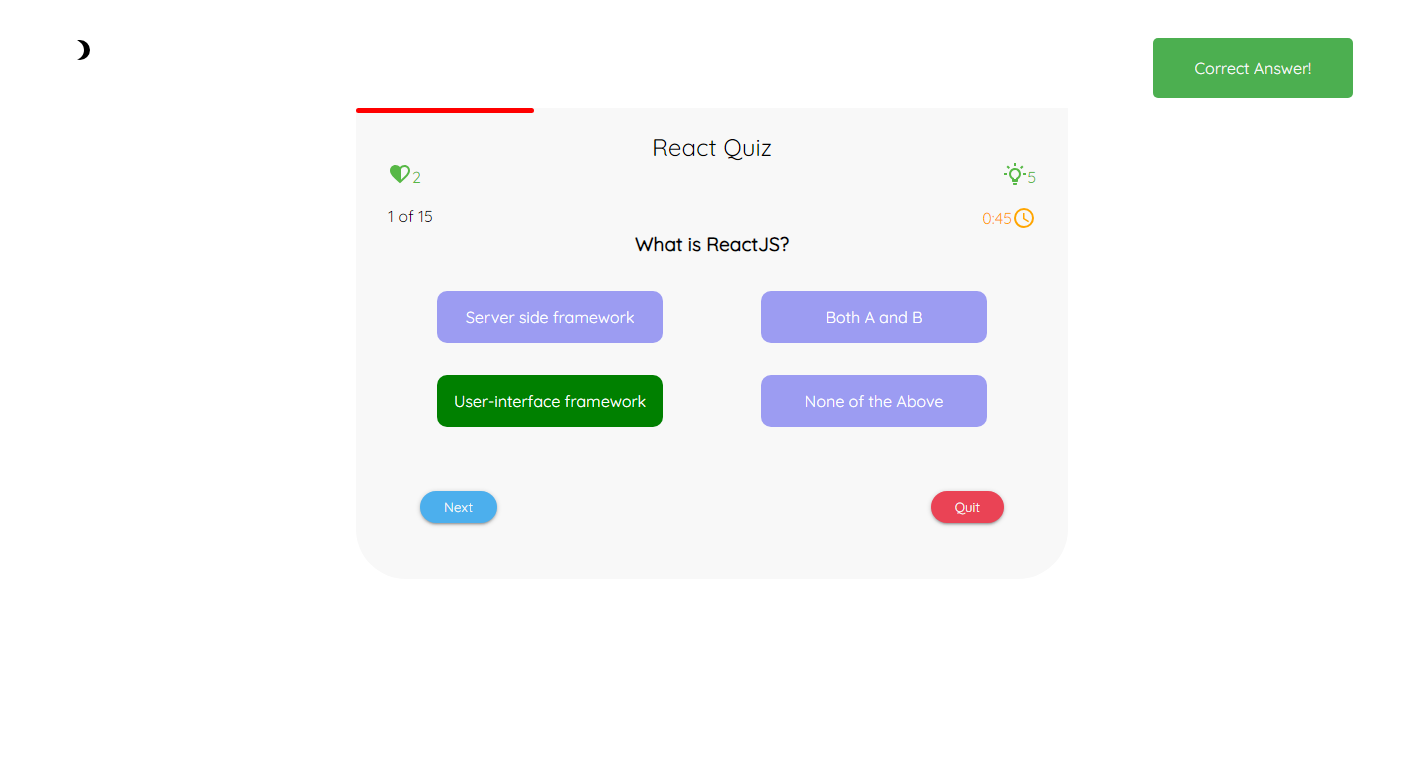 Correct Answer!
React Quiz
2
5
1 of 15
0:45
What is ReactJS?
Server side framework
Both A and B
User-interface framework
None of the Above
Next
Quit